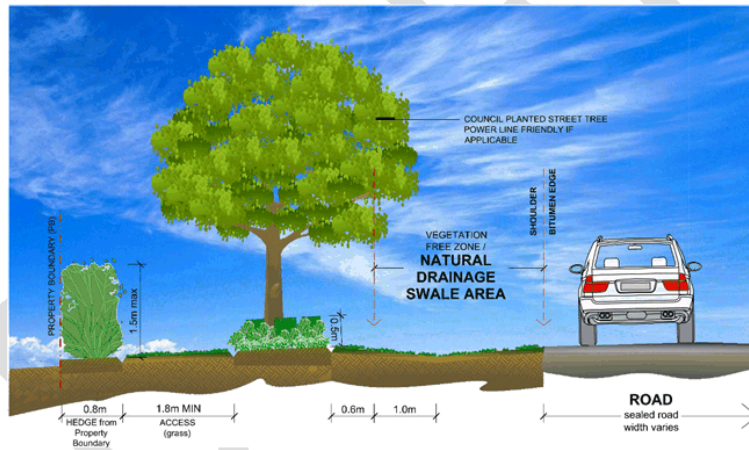 COUNCIL PLANTED STREET TREE
POWER LINE FRIENDLY IF
APPLICABLE
PROPERTY BOUNDARY (PB)
1.5m max
0.5m
VEGETATION
FREE ZONE /
NATURAL
DRAINAGE
SWALE AREA
SHOULDER
BITUMEN EDGE
0.8m
HEDGE from
Property
Boundary
1.8m MIN
ACCESS
(grass)
0.6m
1.0m
ROAD
sealed road
width varies